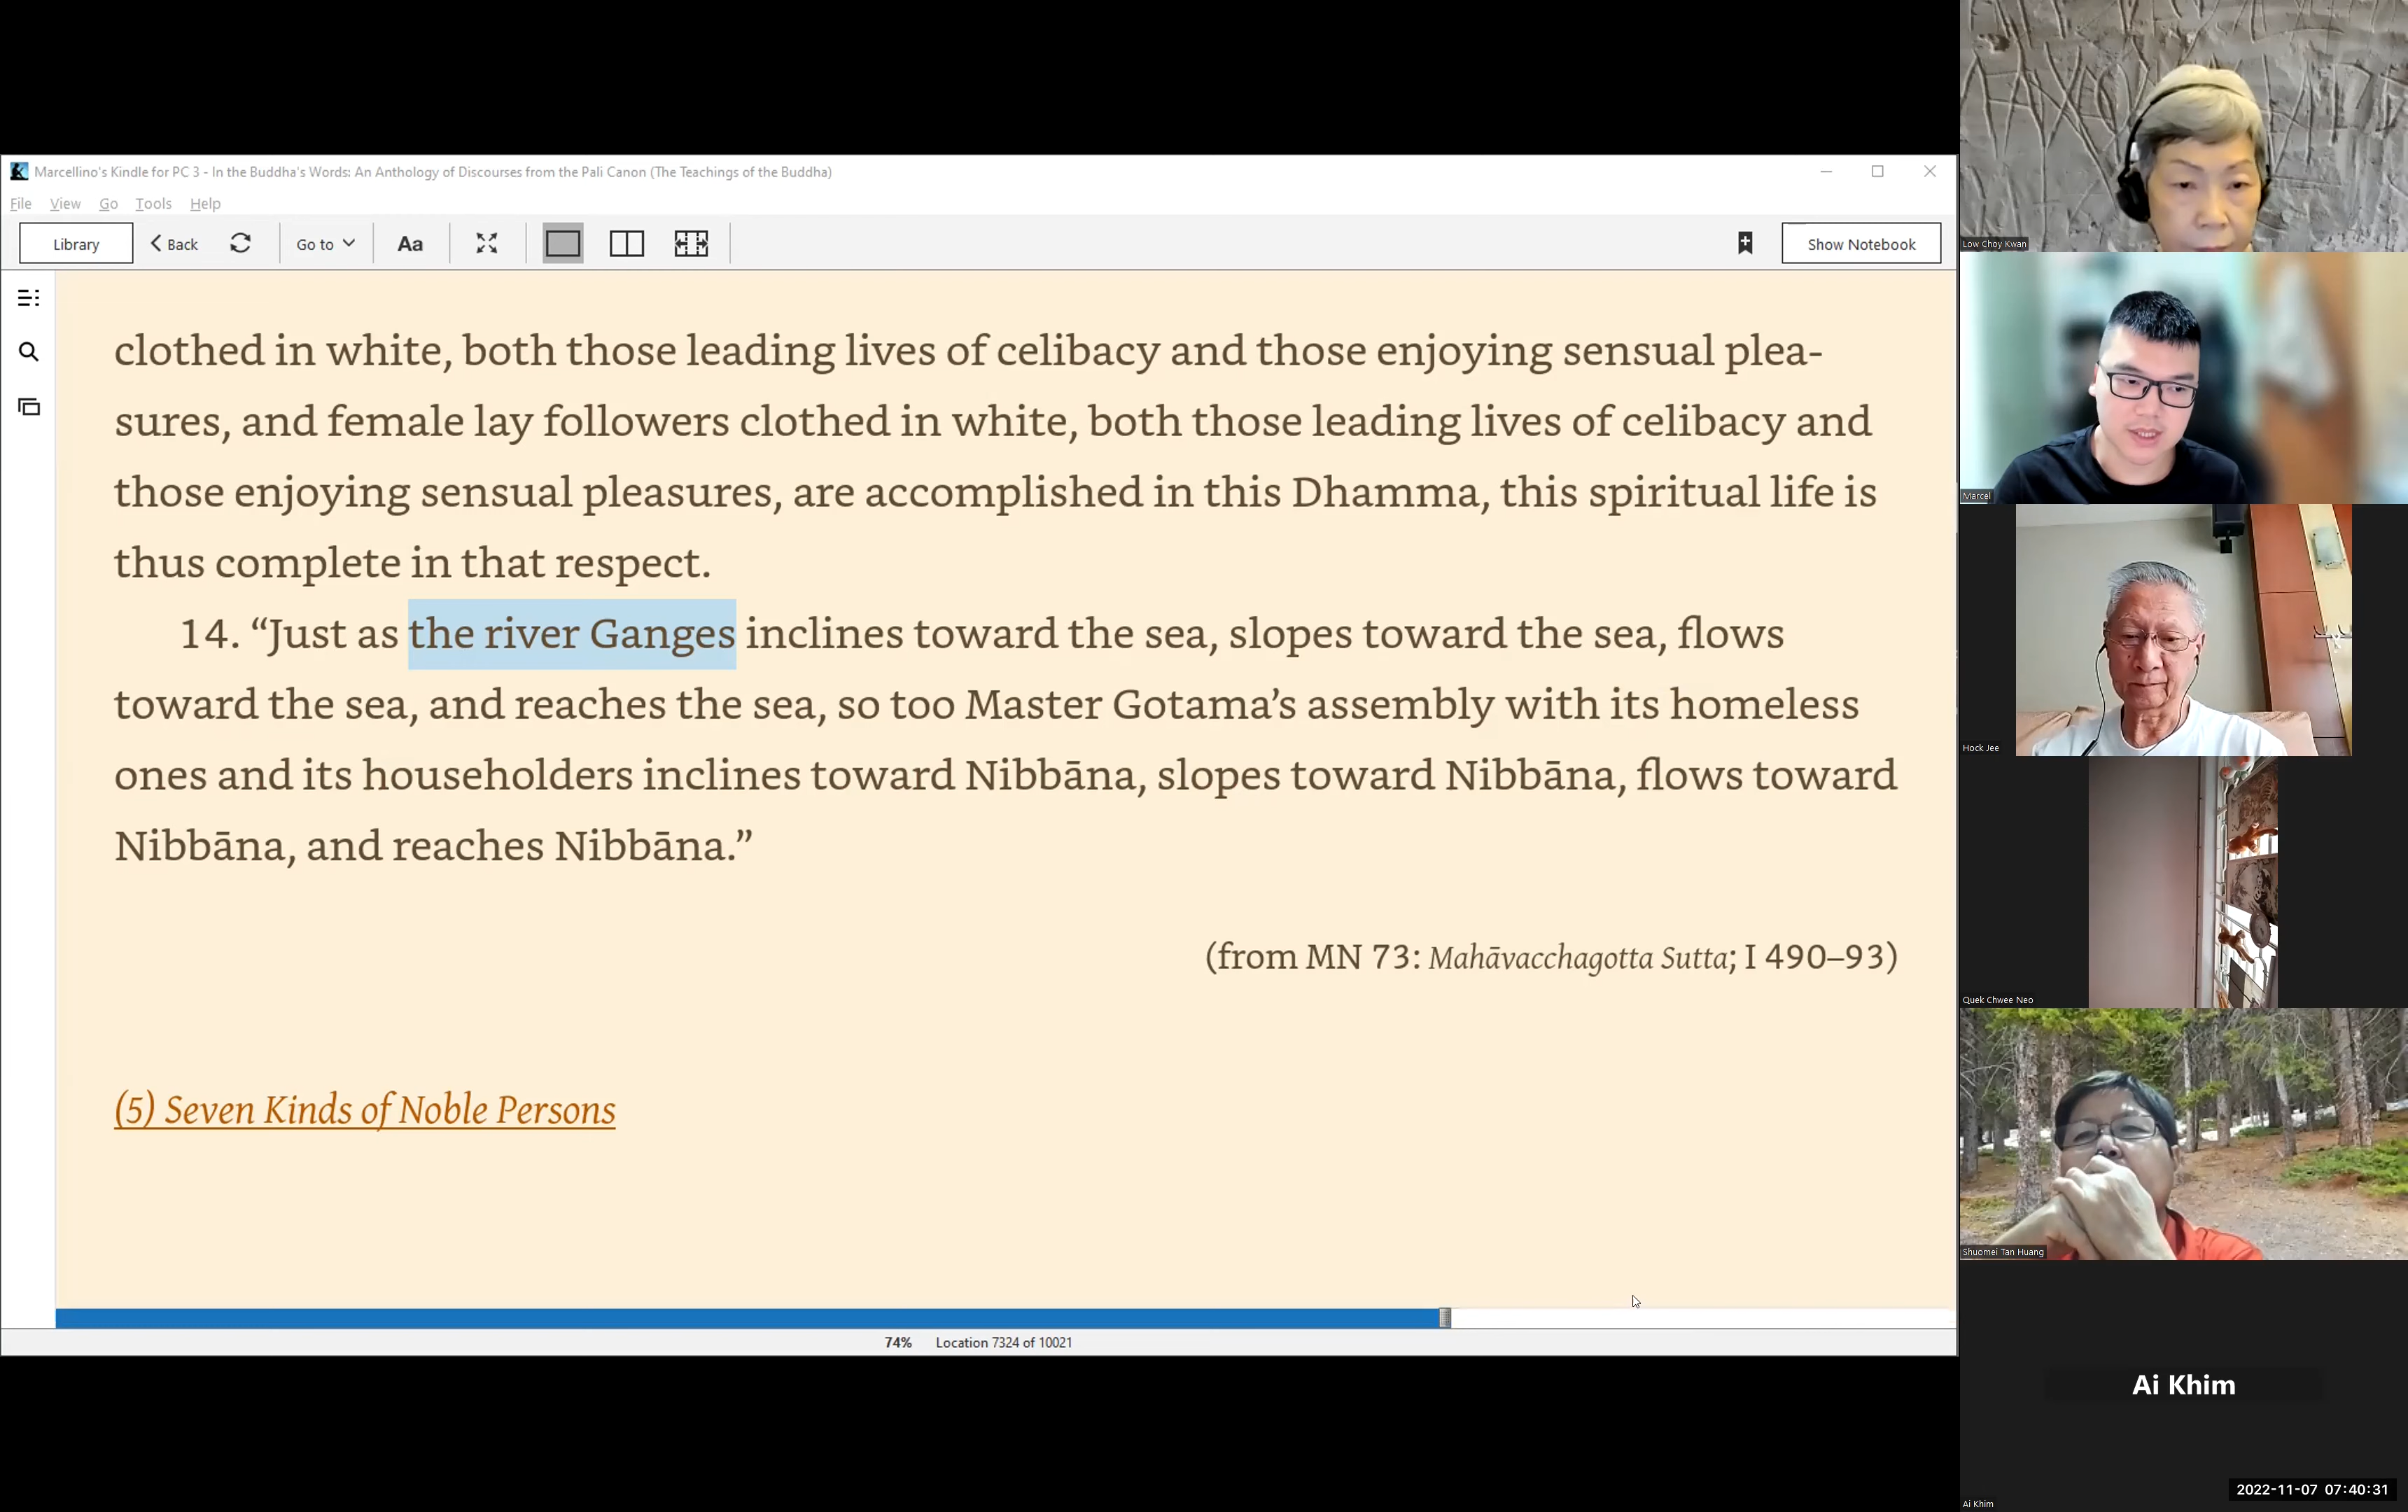 Marcellino's Kindle for PC 3 - In the Buddha's Words: An Anthology of Discourses from the Pali Canon (The Teachings of the Buddha)
File View Go Tools Help
Library Back Go to Aa Show Notebook
clothed in white, both those leading lives of celibacy and those enjoying sensual plea-
sures, and female lay followers clothed in white, both those leading lives of celibacy and
those enjoying sensual pleasures, are accomplished in this Dhamma, this spiritual life is
thus complete in that respect.
14. “Just as the river Ganges inclines toward the sea, slopes toward the sea, flows
toward the sea, and reaches the sea, so too Master Gotama’s assembly with its homeless
ones and its householders inclines toward Nibbāna, slopes toward Nibbāna, flows toward
Nibbāna, and reaches Nibbāna.”
(from MN 73: Mahāvacchagotta Sutta; I 490–93)
(5) Seven Kinds of Noble Persons
74% Location 7324 of 10021
Low Choy Kwan
Marcel
Hock Jee
Quek Chwee Neo
Shuomei Tan Huang
Ai Khim
2022-11-07 07:40:31
Ai Khim